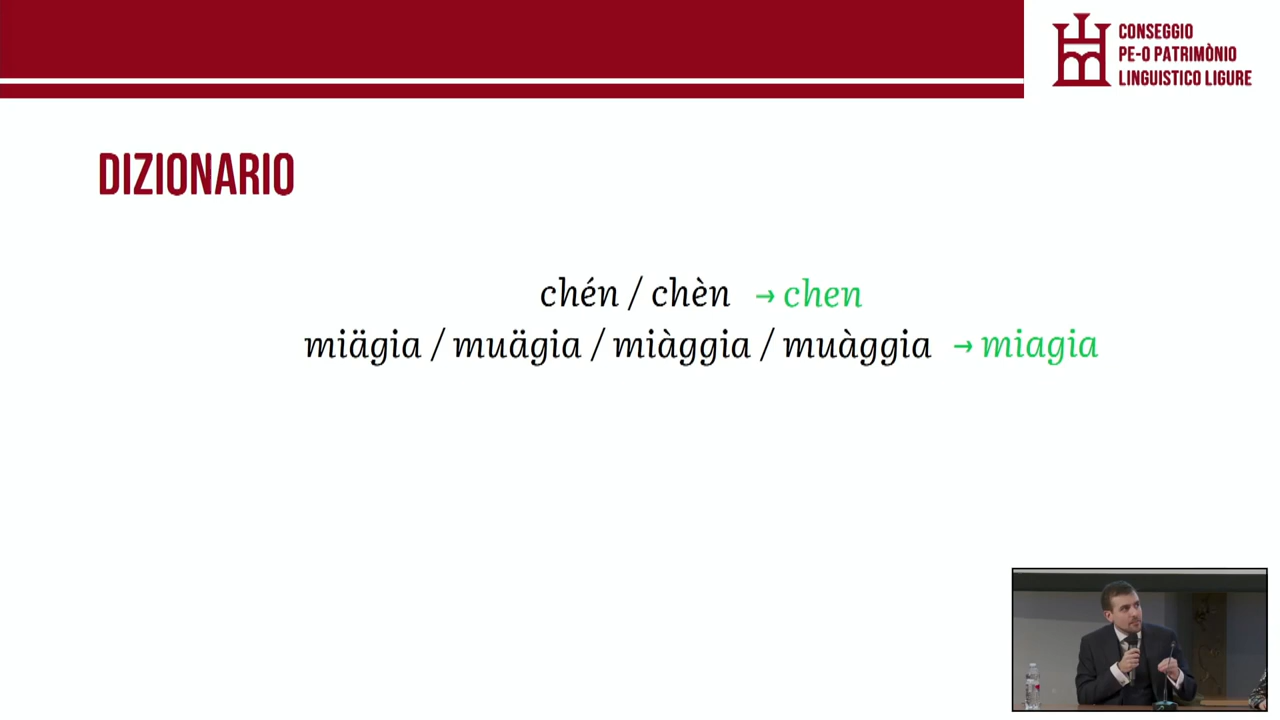 CONSEGGIO
PE-O PATRIMÒNIO
LINGUISTICO LIGURE
DIZIONARIO
chén / chèn → chen
miägia / muägia / miàggia / muàggia → miagia